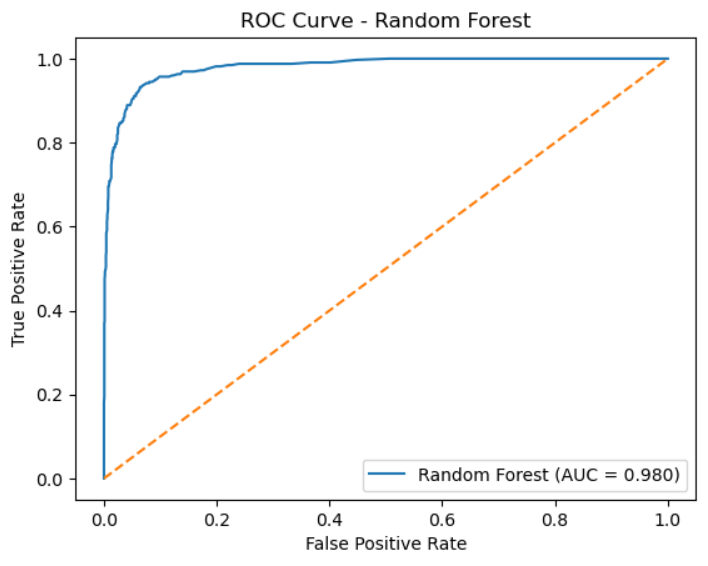 ROC Curve - Random Forest
True Positive Rate
1.0
0.8
0.6
0.4
0.2
0.0
Random Forest (AUC = 0.980)
0.0 0.2 0.4 0.6 0.8 1.0
False Positive Rate